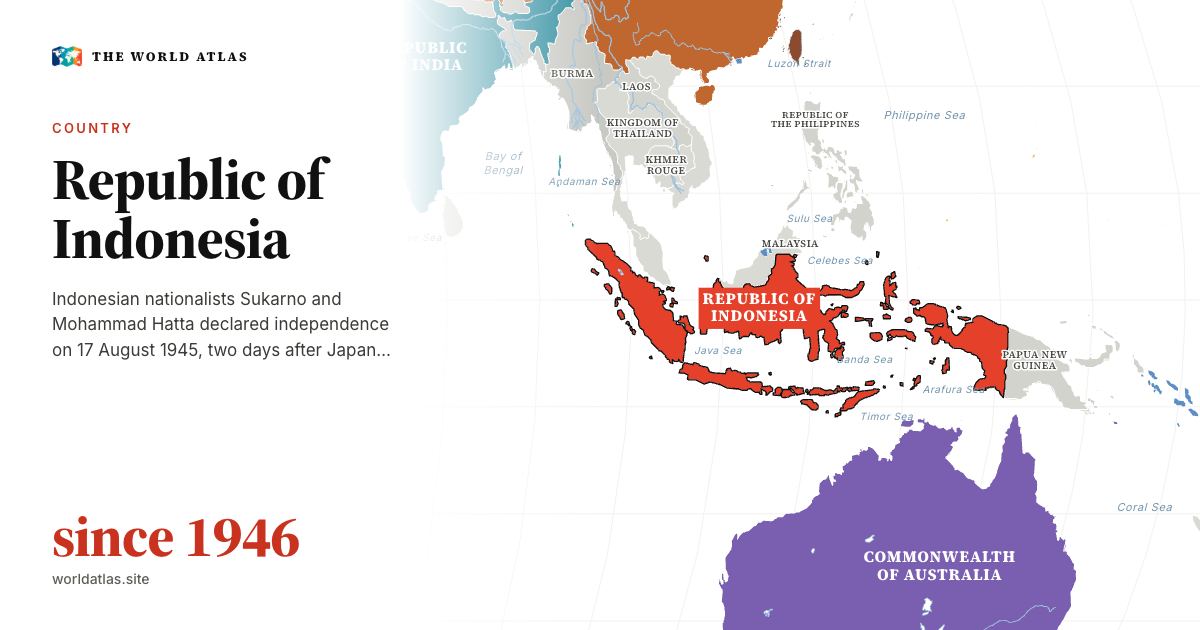 THE WORLD ATLAS
COUNTRY
Republic of
Indonesia
Indonesian nationalists Sukarno and
Mohammad Hatta declared independence
on 17 August 1945, two days after Japan...
since 1946
worldatlas.site
PUBLIC
INDIA
BURMA
LAOS
KINGDOM OF
THAILAND
KHMER
ROUGE
Bay of
Bengal
Andaman Sea
Luzon Strait
REPUBLIC OF
THE PHILIPPINES
Philippine Sea
Sulu Sea
MALAYSIA
Celebes Sea
REPUBLIC OF
INDONESIA
Java Sea
Banda Sea
PAPUA NEW
GUINEA
Arafura Sea
Timor Sea
Coral Sea
COMMONWEALTH
OF AUSTRALIA